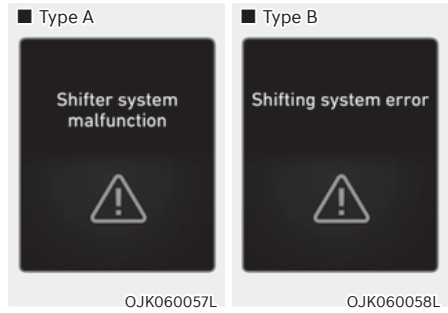 ■ Type A
Shifter system
malfunction
OJK060057L
■ Type B
Shifting system error
OJK060058L